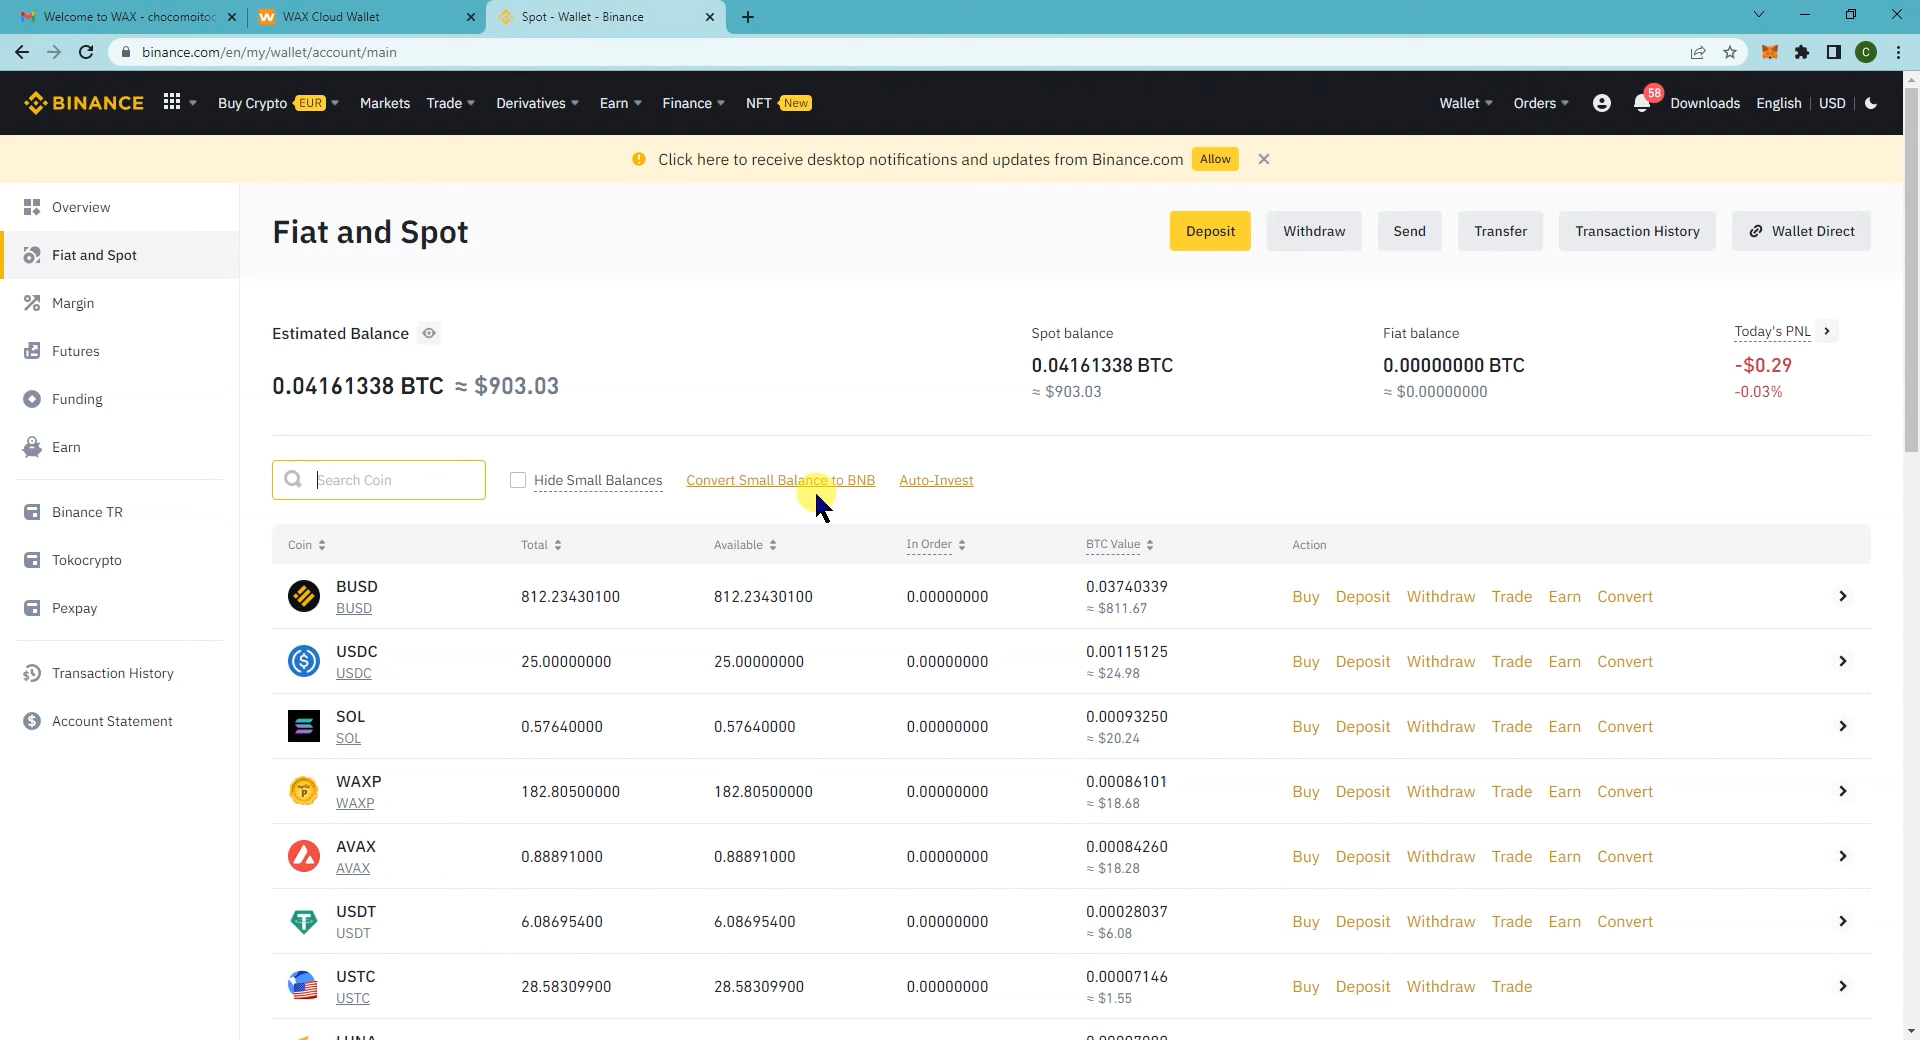 Welcome to WAX - chocomoitoc
WAX Cloud Wallet
Spot - Wallet - Binance
binance.com/en/my/wallet/account/main
C
BINANCE
Buy Crypto EUR
Markets
Trade
Derivatives
Earn
Finance
NFT New
Wallet
Orders
58
Downloads
English
USD
Click here to receive desktop notifications and updates from Binance.com
Allow
Overview
Fiat and Spot
Margin
Futures
Funding
Earn
Binance TR
Tokocrypto
Pexpay
Transaction History
Account Statement
Fiat and Spot
Deposit
Withdraw
Send
Transfer
Transaction History
Wallet Direct
Estimated Balance
0.04161338 BTC ≈ $903.03
Spot balance
0.04161338 BTC
≈ $903.03
Fiat balance
0.00000000 BTC
≈ $0.00000000
Today's PNL
-$0.29
-0.03%
Search Coin
Hide Small Balances
Convert Small Balance to BNB
Auto-Invest
Coin Total Available In Order BTC Value Action
BUSD
BUSD
812.23430100 812.23430100 0.00000000
0.03740339
≈ $811.67
Buy Deposit Withdraw Trade Earn Convert
USDC
USDC
25.00000000 25.00000000 0.00000000
0.00115125
≈ $24.98
Buy Deposit Withdraw Trade Earn Convert
SOL
SOL
0.57640000 0.57640000 0.00000000
0.00093250
≈ $20.24
Buy Deposit Withdraw Trade Earn Convert
WAXP
WAXP
182.80500000 182.80500000 0.00000000
0.00086101
≈ $18.68
Buy Deposit Withdraw Trade Earn Convert
AVAX
AVAX
0.88891000 0.88891000 0.00000000
0.00084260
≈ $18.28
Buy Deposit Withdraw Trade Earn Convert
USDT
USDT
6.08695400 6.08695400 0.00000000
0.00028037
≈ $6.08
Buy Deposit Withdraw Trade Earn Convert
USTC
USTC
28.58309900 28.58309900 0.00000000
0.00007146
≈ $1.55
Buy Deposit Withdraw Trade